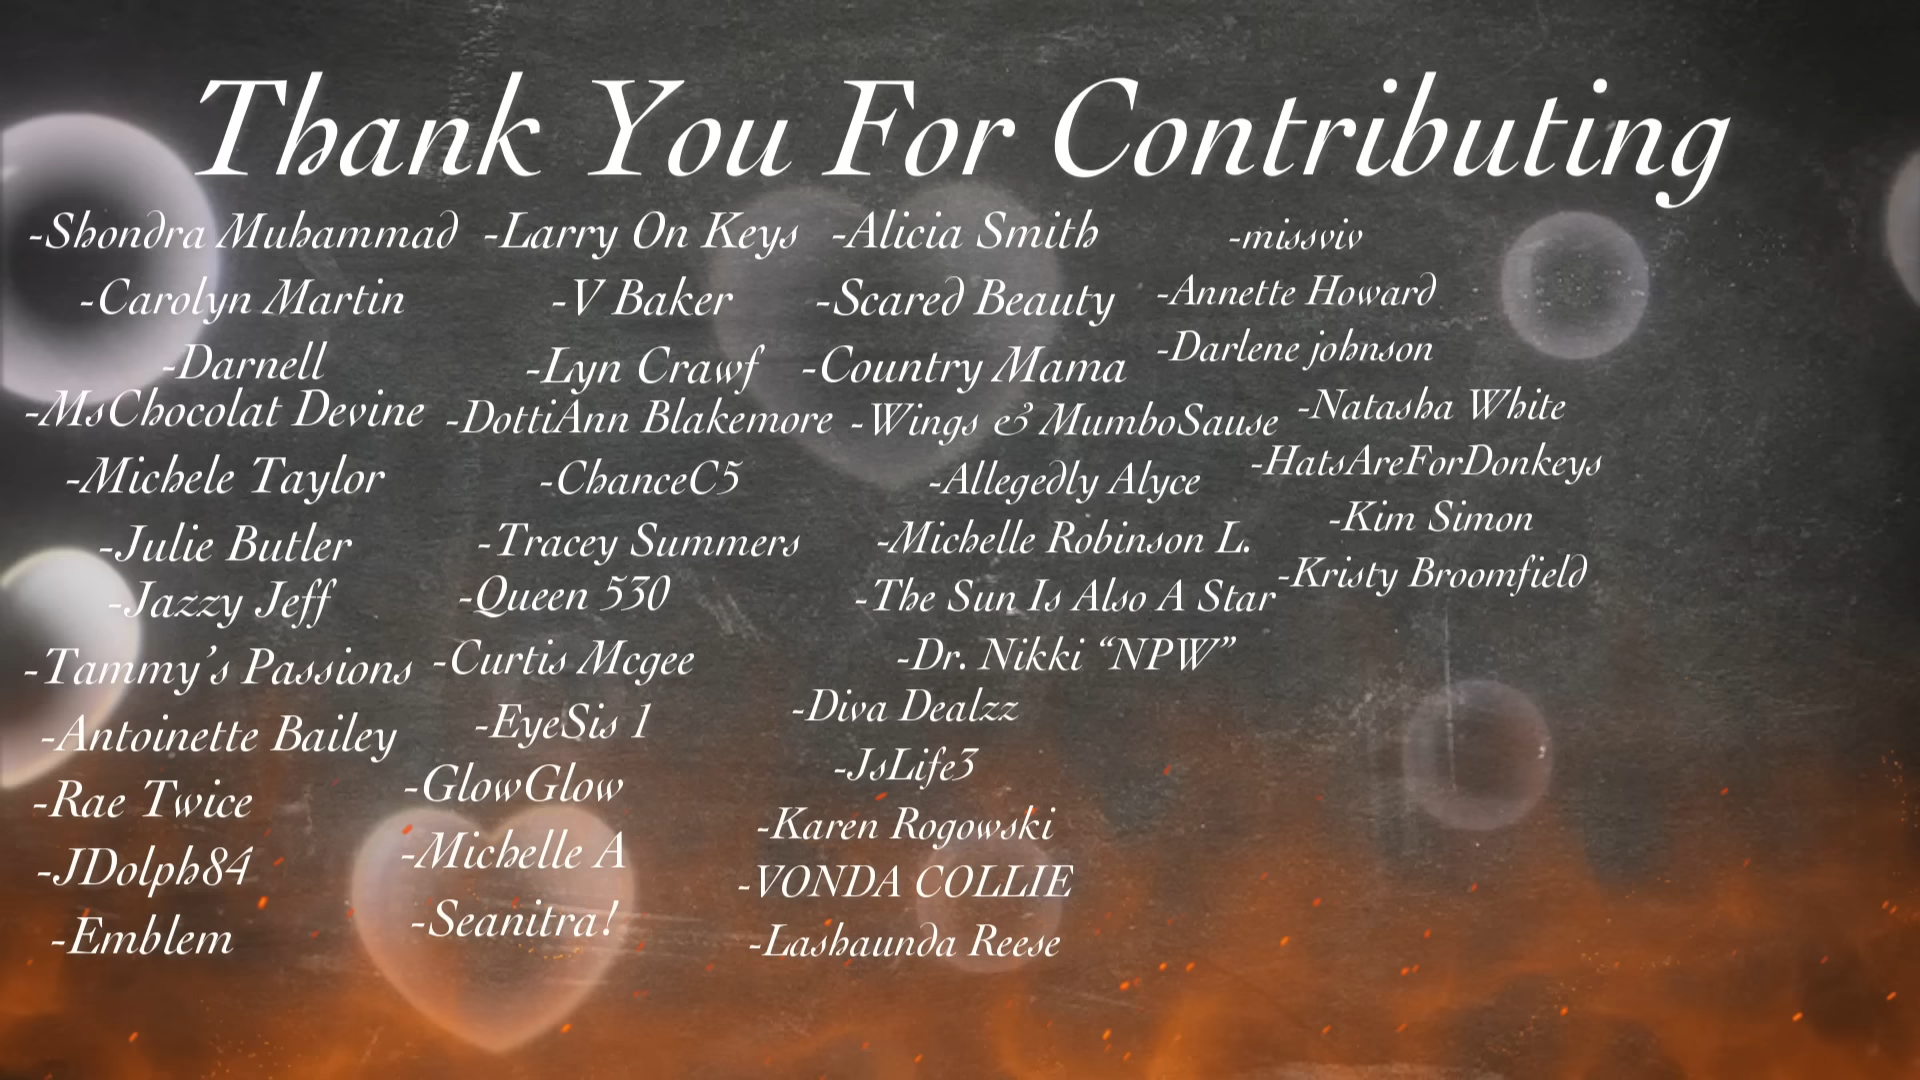 Thank You For Contributing
-Shondra Muhammad
-Carolyn Martin
-Darnell
-MsChocolat Devine
-Michele Taylor
-Julie Butler
-Jazzy Jeff
-Tammy's Passions
-Antoinette Bailey
-Rae Twice
-JDolph84
-Emblem
-Larry On Keys
-V Baker
-Lyn Crawf
-DottiAnn Blakemore
-ChanceC5
-Tracey Summers
-Queen 530
-Curtis Mcgee
-EyeSis 1
-GlowGlow
-Michelle A
-Seanitra!
-Alicia Smith
-Scared Beauty
-Country Mama
-Wings & MumboSause
-Allegedly Alyce
-Michelle Robinson L.
-The Sun Is Also A Star
-Dr. Nikki “NPW”
-Diva Dealzz
-JsLife3
-Karen Rogowski
-VONDA COLLIE
-Lashaunda Reese
-missviv
-Annette Howard
-Darlene johnson
-Natasha White
-HatsAreForDonkeys
-Kim Simon
-Kristy Broomfield